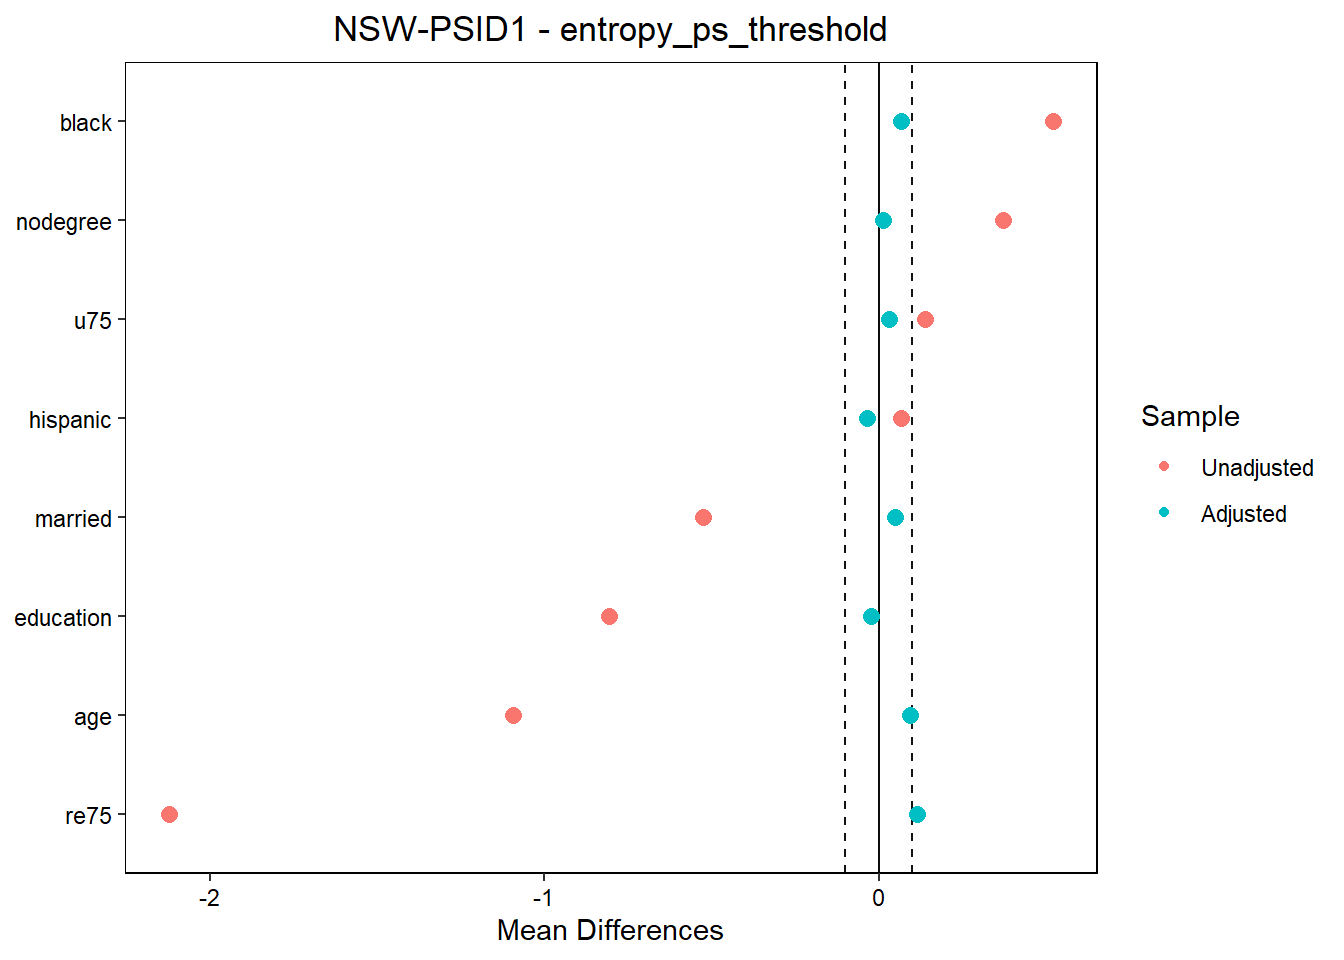 NSW-PSID1 - entropy_ps_threshold
black
nodegree
u75
hispanic
married
education
age
re75
-2
-1
0
Mean Differences
Sample
Unadjusted
Adjusted